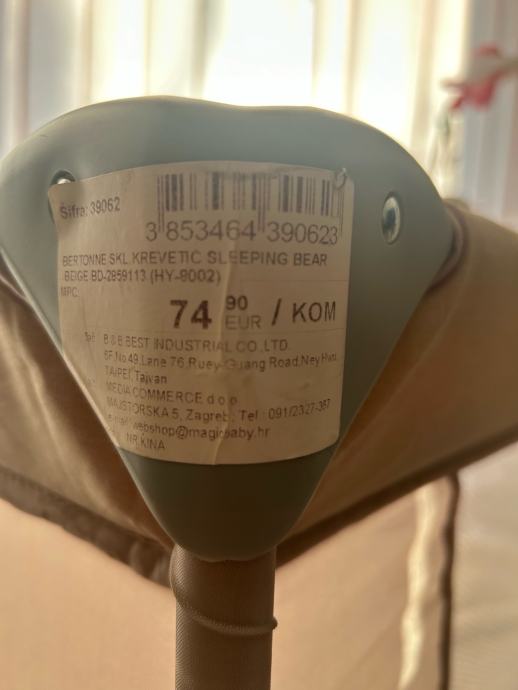 Šifra: 39062
3 853464 390623
BERTONNE SKL.KREVETIC SLEEPING BEAR
BEIGE BD-2859113 (HY-9002)
MPC:
74 90 EUR / KOM
B & B BEST INDUSTRIAL CO.,LTD.
6F,No.49,Lane 76,Ruey Guang Road,Ney Hwu,
TAIPEI,Taiwan
MEDIA COMMERCE d.o.o.
MAJSTORSKA 5, Zagreb; Tel.: 091/2327-367
webshop@magicbaby.hr
NR KINA